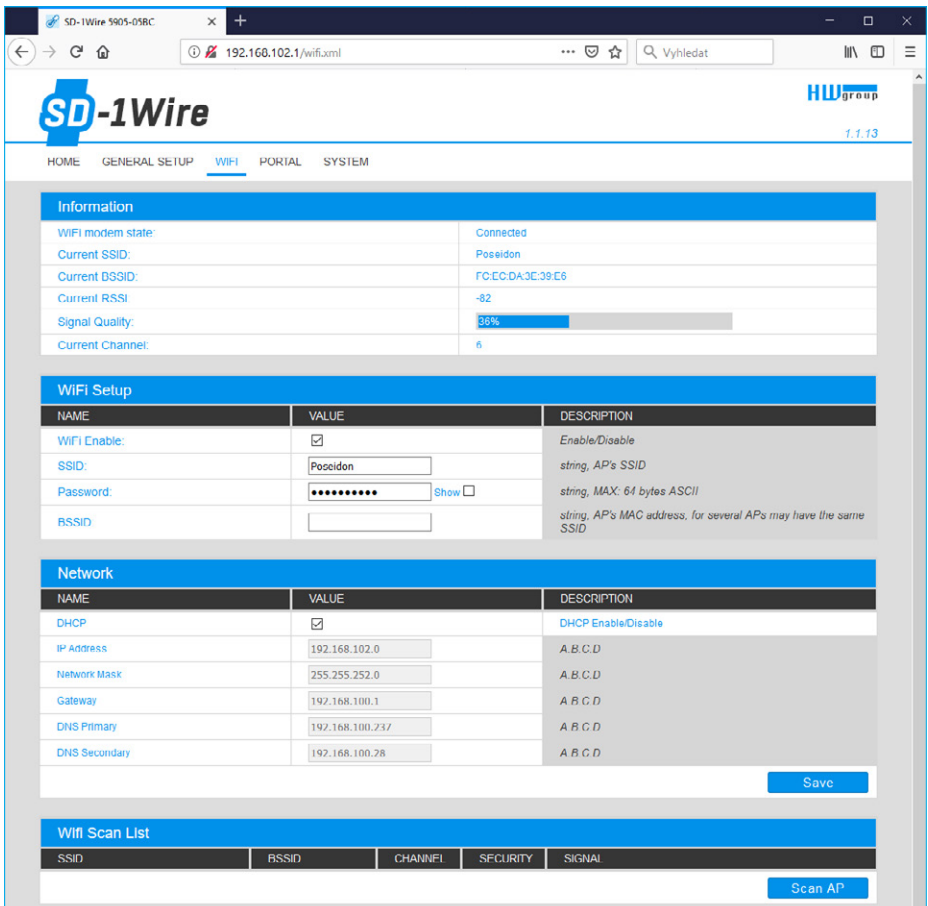 SD-1Wire 5905-05BC
192.168.102.1/wifi.xml
Vyhledat
SD-1Wire
HWgroup
1.1.13
HOME GENERAL SETUP WIFI PORTAL SYSTEM
Information
WiFi modem state: Connected
Current SSID: Poseidon
Current BSSID: FC:EC:DA:3E:39:E6
Current RSSI -82
Signal Quality: 36%
Current Channel: 6
WiFi Setup
NAME VALUE DESCRIPTION
WiFi Enable: Enable/Disable
SSID: Poseidon string, AP's SSID
Password: •••••••••• Show string, MAX: 64 bytes ASCII
BSSID string, AP's MAC address, for several APs may have the same
SSID
Network
NAME VALUE DESCRIPTION
DHCP DHCP Enable/Disable
IP Address 192.168.102.0 A.B.C.D
Network Mask 255.255.252.0 A.B.C.D
Gateway 192.168.100.1 A.B.C.D
DNS Primary 192.168.100.237 A.B.C.D
DNS Secondary 192.168.100.28 A.B.C.D
Save
Wifi Scan List
SSID BSSID CHANNEL SECURITY SIGNAL
Scan AP